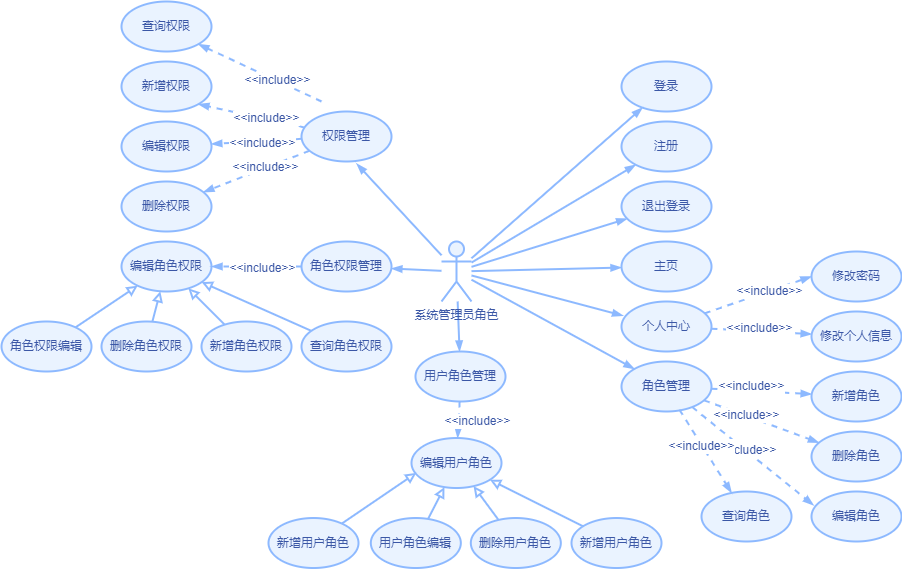 查询权限
<<include>>
新增权限
登录
<<include>>
权限管理
编辑权限
<<include>>
注册
<<include>>
删除权限
退出登录
编辑角色权限
<<include>>
角色权限管理
主页
修改密码
<<include>>
系统管理员角色
个人中心
<<include>>
修改个人信息
角色权限编辑
删除角色权限
新增角色权限
查询角色权限
用户角色管理
角色管理
<<include>>
新增角色
<<include>>
<<include>>
<<include>>
clude>>
删除角色
编辑用户角色
查询角色
编辑角色
新增用户角色
用户角色编辑
删除用户角色
新增用户角色